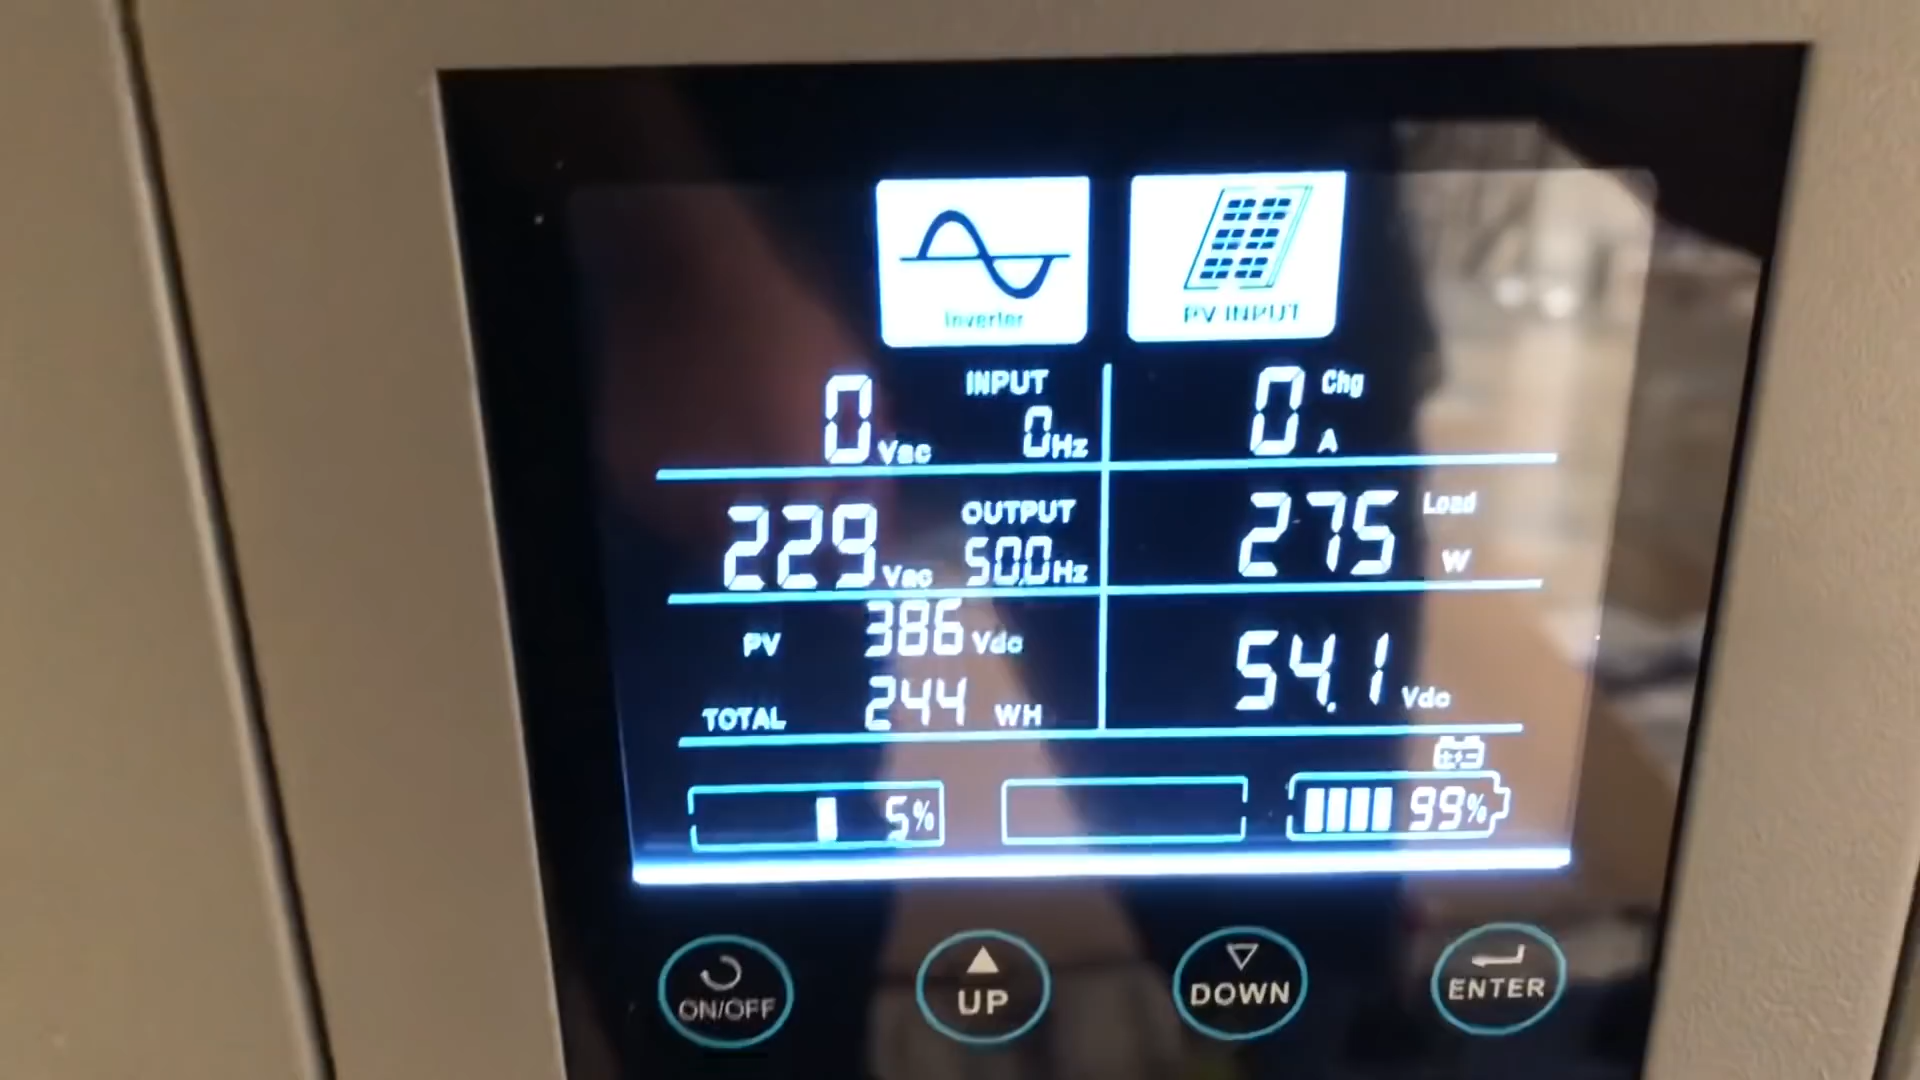 Inverter
PV INPUT
0 Vac INPUT 0 Hz
0 Chg A
229 Vac OUTPUT 50.0 Hz
275 Load W
PV 386 Vdc
TOTAL 244 WH
54.1 Vdc
5%
99%
ON/OFF
UP
DOWN
ENTER